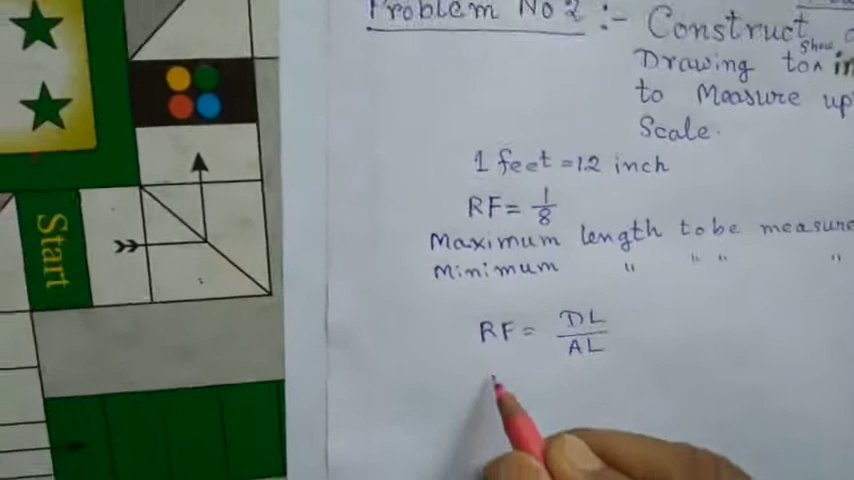 Problem No 2 :- Construct
Drawing to show in
to Measure up
Scale.
1 feet = 12 inch
RF = 1/8
Maximum length to be measure
Minimum " " " "
RF = DL/AL
Start